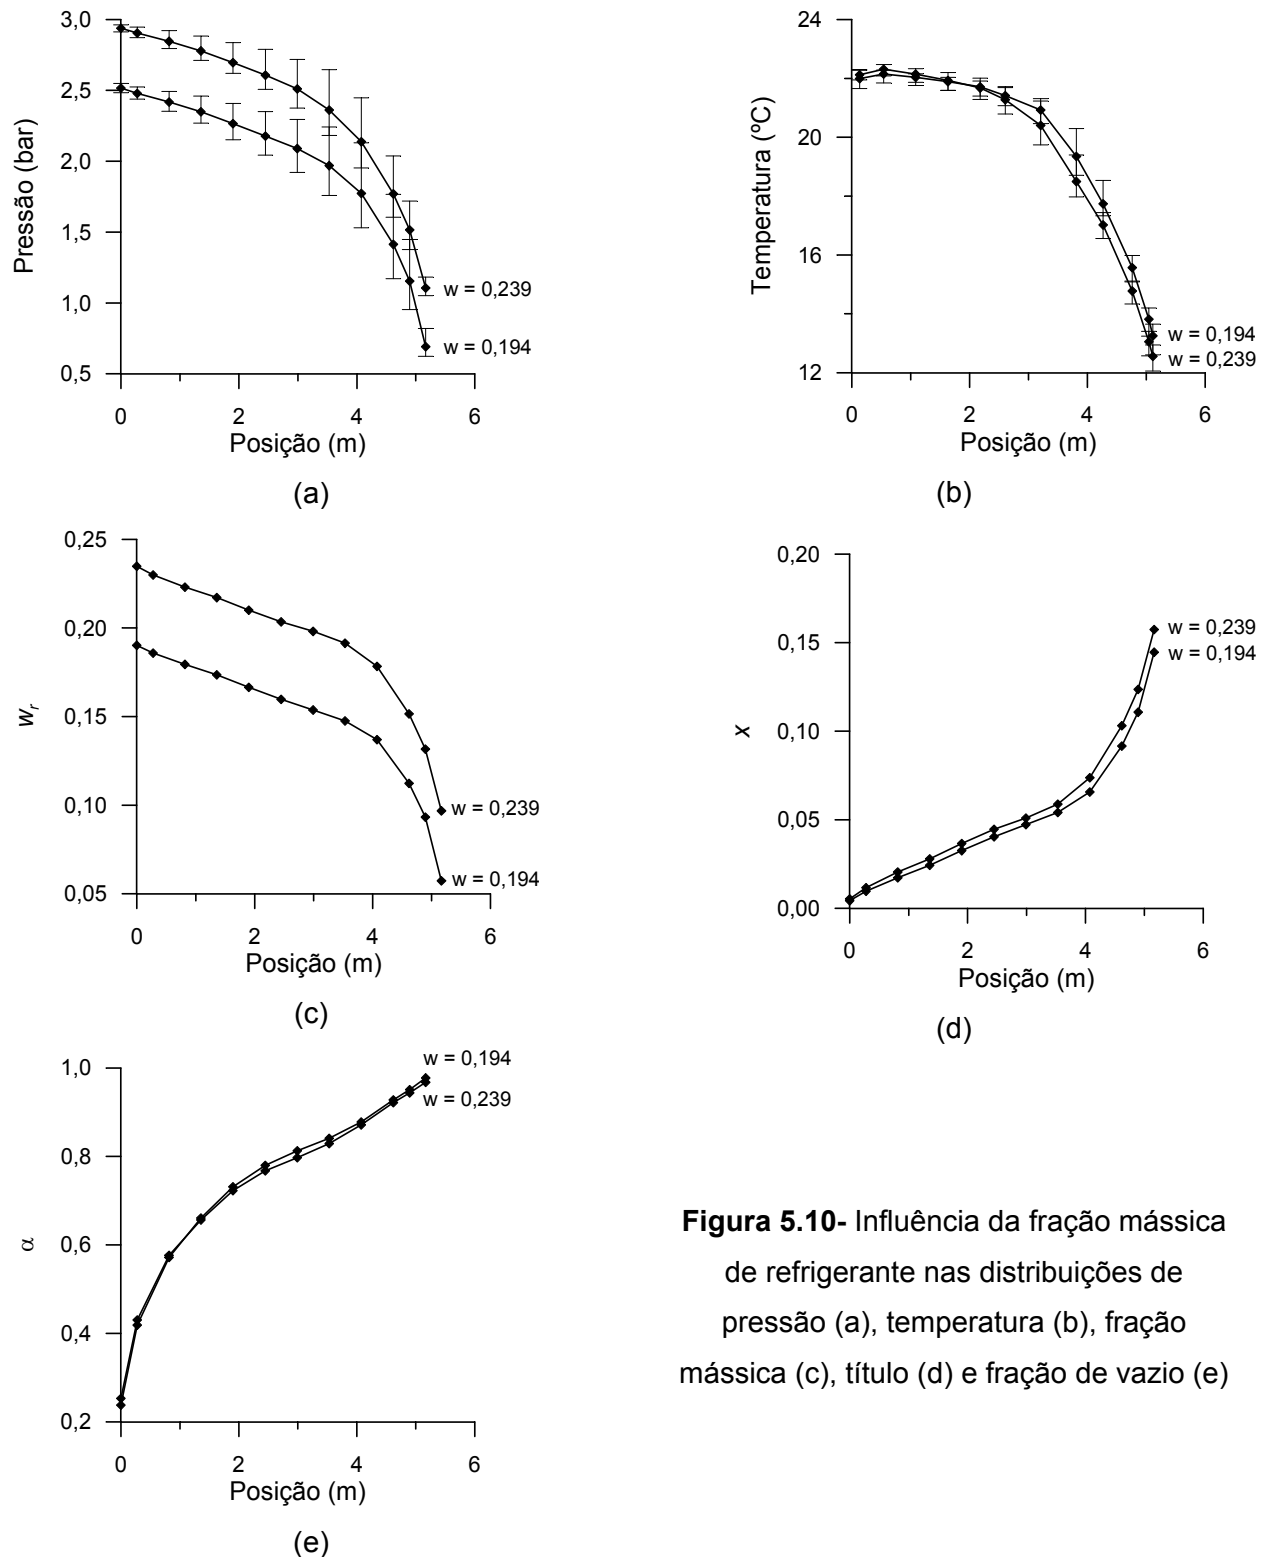 3,0
2,5
2,0
1,5
1,0
0,5
Pressão (bar)
w = 0,239
w = 0,194
0 2 4 6
Posição (m)
(a)
24
20
16
12
Temperatura (ºC)
w = 0,194
w = 0,239
0 2 4 6
Posição (m)
(b)
0,25
0,20
0,15
0,10
0,05
wr
w = 0,239
w = 0,194
0 2 4 6
Posição (m)
(c)
0,20
0,15
0,10
0,05
0,00
x
w = 0,239
w = 0,194
0 2 4 6
Posição (m)
(d)
1,0
0,8
0,6
0,4
0,2
α
w = 0,194
w = 0,239
0 2 4 6
Posição (m)
(e)
Figura 5.10- Influência da fração mássica
de refrigerante nas distribuições de
pressão (a), temperatura (b), fração
mássica (c), título (d) e fração de vazio (e)